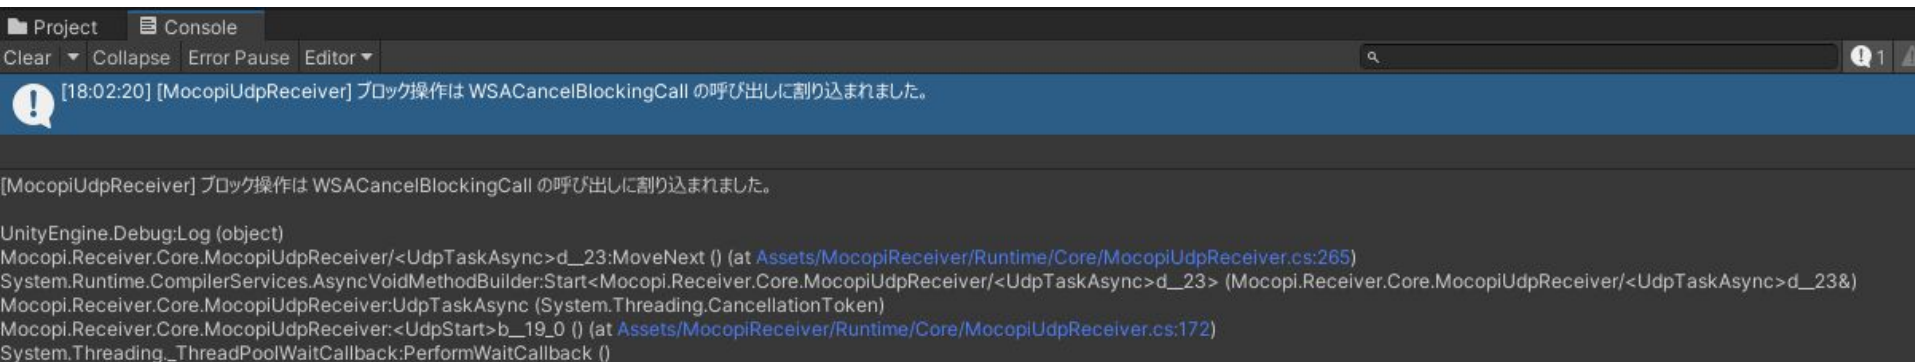 Project Console
Clear Collapse Error Pause Editor 1
[18:02:20] [MocopiUdpReceiver] ブロック操作は WSACancelBlockingCall の呼び出しに割り込まれました。
[MocopiUdpReceiver] ブロック操作は WSACancelBlockingCall の呼び出しに割り込まれました。
UnityEngine.Debug:Log (object)
Mocopi.Receiver.Core.MocopiUdpReceiver/<UdpTaskAsync>d__23:MoveNext () (at Assets/MocopiReceiver/Runtime/Core/MocopiUdpReceiver.cs:265)
System.Runtime.CompilerServices.AsyncVoidMethodBuilder:Start<Mocopi.Receiver.Core.MocopiUdpReceiver/<UdpTaskAsync>d__23> (Mocopi.Receiver.Core.MocopiUdpReceiver/<UdpTaskAsync>d__23&)
Mocopi.Receiver.Core.MocopiUdpReceiver:UdpTaskAsync (System.Threading.CancellationToken)
Mocopi.Receiver.Core.MocopiUdpReceiver:<UdpStart>b__19_0 () (at Assets/MocopiReceiver/Runtime/Core/MocopiUdpReceiver.cs:172)
System.Threading._ThreadPoolWaitCallback:PerformWaitCallback ()